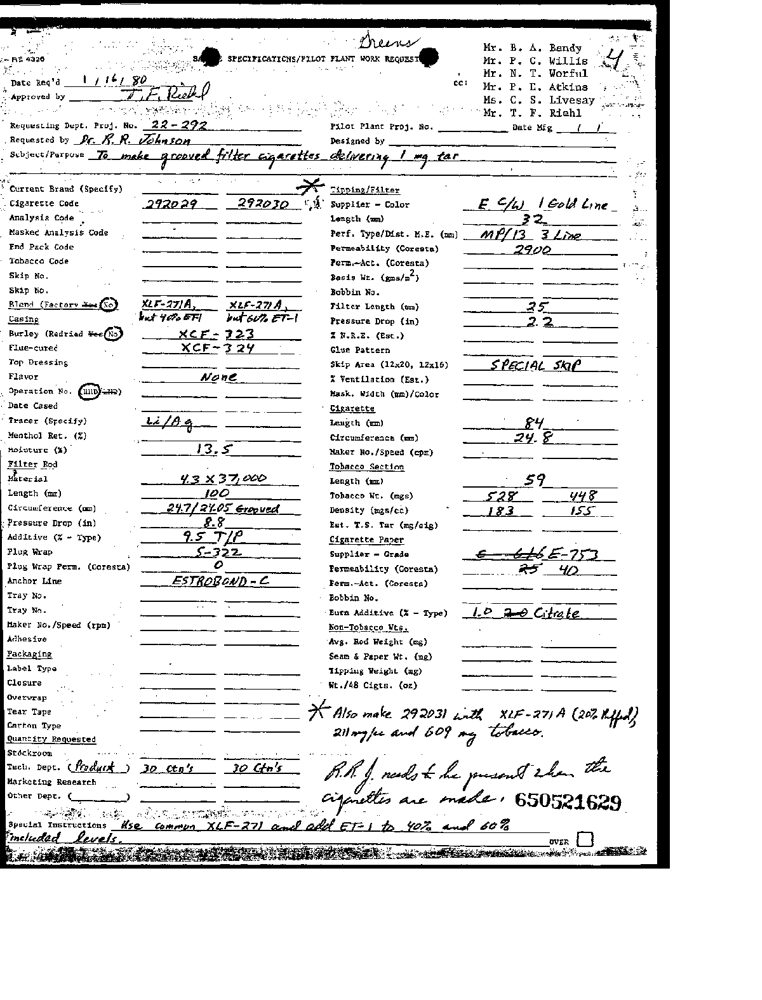 Greens
4
RE 4320
SPECIFICATIONS/PILOT PLANT WORK REQUEST
cc: Mr. B. A. Bendy
Mr. P. C. Willis
Mr. N. T. Worful
Mr. P. E. Atkins
Ms. C. S. Livesay
Mr. T. F. Riehl
Date Req'd 1/16/80
Approved by T. F. Riehl
Requesting Dept. Proj. No. 22-292 Pilot Plant Proj. No. Date Mfg / /
Requested by Dr. R. R. Johnson Designed by
Subject/Purpose To make grooved filter cigarettes delivering 1 mg tar
Current Brand (Specify)
Cigarette Code 292029 292030
Analysis Code
Masked Analysis Code
End Pack Code
Tobacco Code
Skip No.
Skip No.
Blend (Factory Yes No) XLF-271A, XLF-271A,
Casing but 40% ET-1 but 60% ET-1
Burley (Redried Yes No) XCF-323
Flue-cured XCF-324
Top Dressing
Flavor None
Operation No.
Date Cased
Tracer (Specify) Li/Ag
Menthol Ret. (%)
Moisture (%) 13.5
Filter Rod
Material 4.3 X 37,000
Length (mm) 100
Circumference (mm) 24.7/24.05 Grooved
Pressure Drop (in) 8.8
Additive (% - Type) 9.5 T/P
Plug Wrap 5-322
Plug Wrap Perm. (Coresta) 0
Anchor Line ESTROBOND-C
Tray No.
Tray No.
Maker No./Speed (rpm)
Adhesive
Packaging
Label Type
Closure
Overwrap
Tear Tape
Carton Type
Quantity Requested
Stockroom
Tech. Dept. (Product) 30 ctn's 30 Ctn's
Marketing Research
Other Dept. ( )
* Tipping/Filter
Supplier - Color E C/W 1 Gold Line
Length (mm) 32
Perf. Type/Dist. M.E. (mm) MP/13 3 Line
Permeability (Coresta) 2900
Perm.-Act. (Coresta)
Basis Wt. (gms/m2)
Bobbin No.
Filter Length (mm) 25
Pressure Drop (in) 2.2
% N.R.E. (Est.)
Glue Pattern
Skip Area (12x20, 12x16) SPECIAL SKIP
% Ventilation (Est.)
Mask. Width (mm)/Color
Cigarette
Length (mm) 84
Circumference (mm) 24.8
Maker No./Speed (cpm)
Tobacco Section
Length (mm) 59
Tobacco Wt. (mgs) 528 448
Density (mgs/cc) 183 155
Est. T.S. Tar (mg/cig)
Cigarette Paper
Supplier - Grade E-753
Permeability (Coresta) 25 40
Perm.-Act. (Coresta)
Bobbin No.
Burn Additive (% - Type) 1.0 2.0 Citrate
Non-Tobacco Wts.
Avg. Rod Weight (mg)
Seam & Paper Wt. (mg)
Tipping Weight (mg)
Wt./48 Cigts. (oz)
* Also make 292031 with XLF-271A (20% Puffed)
211 mg/cc and 609 mg tobacco.
R.R.J. needs to be present when the
cigarettes are made.
650521629
Special Instructions Use common XLF-271 and add ET-1 to 40% and 60%
included levels.
OVER